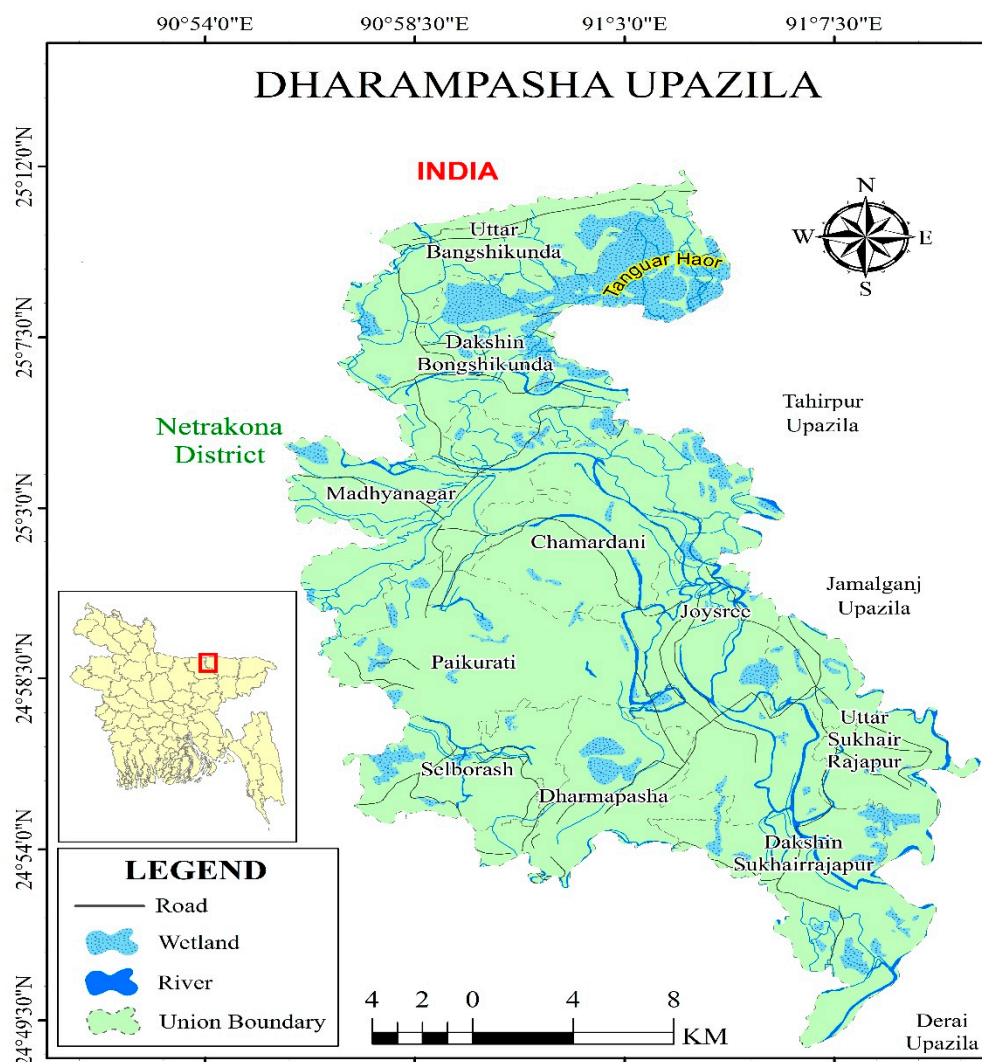 90°54'0"E 90°58'30"E 91°3'0"E 91°7'30"E
DHARAMPASHA UPAZILA
25°12'0"N
INDIA
N
W E
S
Uttar
Bangshikunda
Tanguar Haor
25°7'30"N
Dakshin
Bongshikunda
Tahirpur
Upazila
Netrakona
District
Madhyanagar
25°3'0"N
Chamardani
Jamalganj
Upazila
Joysree
Paikurati
24°58'30"N
Uttar
Sukhair
Rajapur
Selborash
Dharmapasha
24°54'0"N
Dakshin
Sukhairrajapur
LEGEND
Road
Wetland
River
Union Boundary
4 2 0 4 8
KM
24°49'30"N
Derai
Upazila